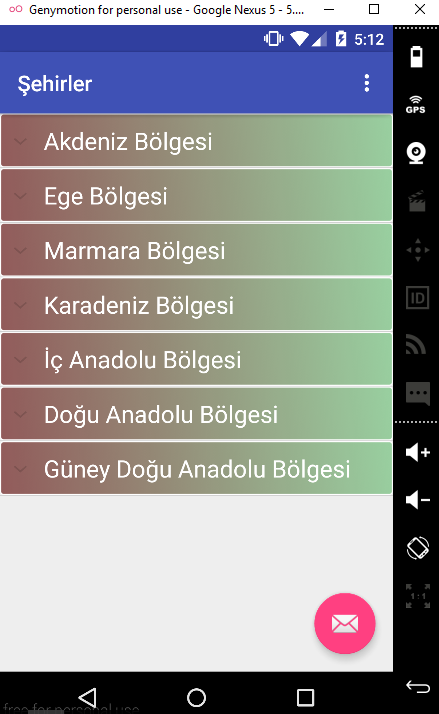 Genymotion for personal use - Google Nexus 5 - 5....
5:12
Şehirler
GPS
Akdeniz Bölgesi
Ege Bölgesi
Marmara Bölgesi
ID
Karadeniz Bölgesi
İç Anadolu Bölgesi
Doğu Anadolu Bölgesi
Güney Doğu Anadolu Bölgesi
1:1
free for personal use